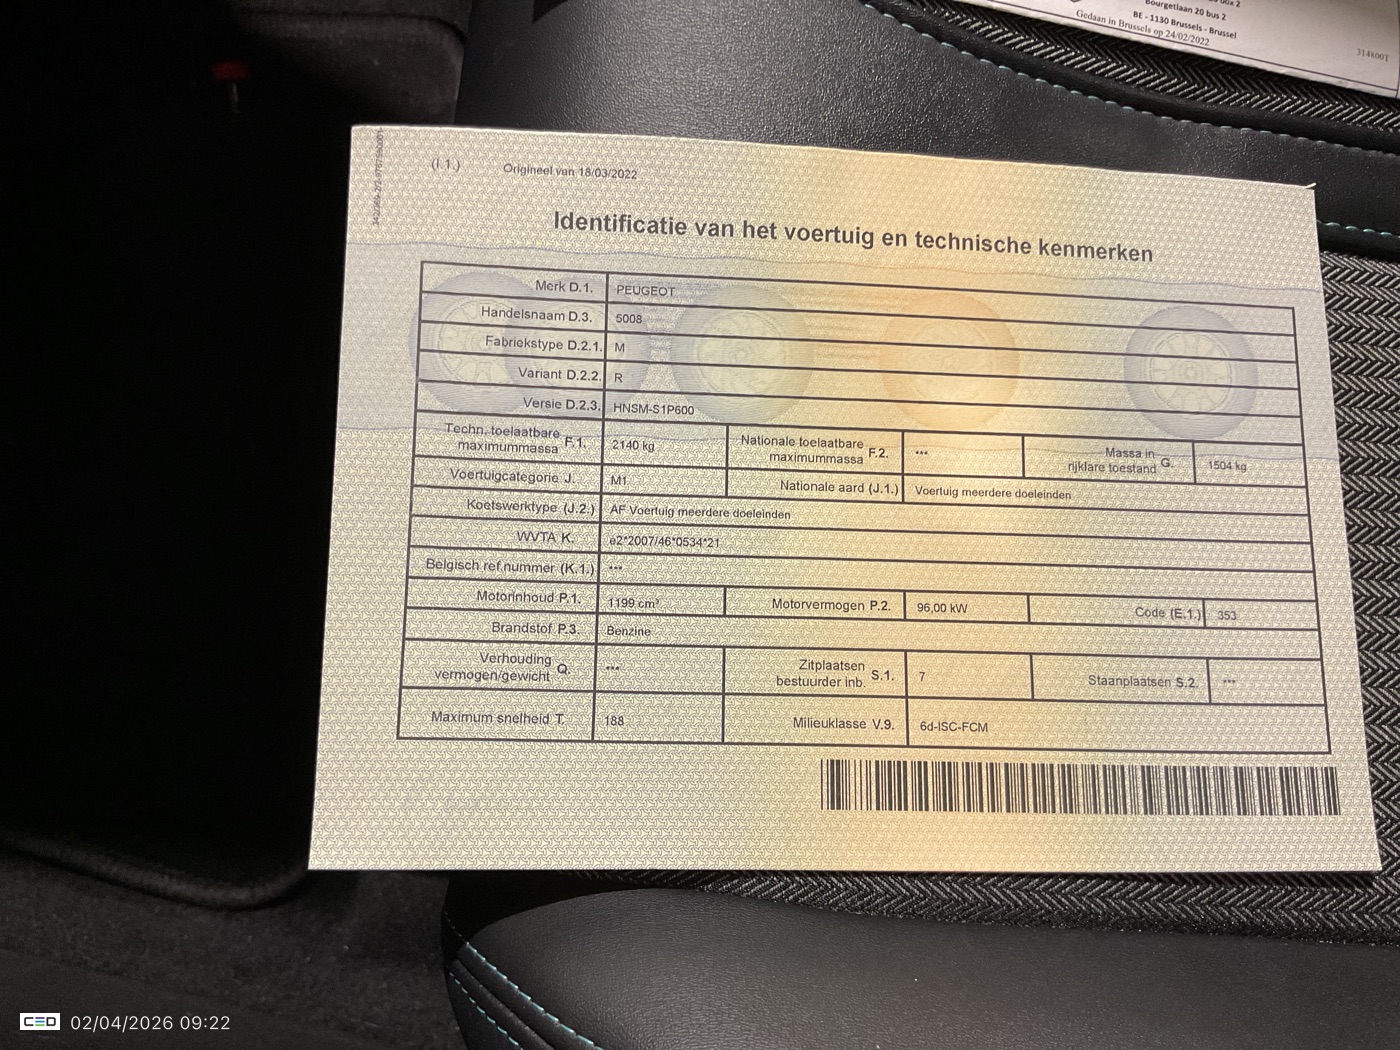 Bourgetlaan 20 bus 2
BE - 1130 Brussels - Brussel
Gedaan in Brussels op 24/02/2022
314800T
(I.1.) Origineel van 18/03/2022
Identificatie van het voertuig en technische kenmerken
Merk D.1. PEUGEOT
Handelsnaam D.3. 5008
Fabriekstype D.2.1. M
Variant D.2.2. R
Versie D.2.3. HNSM-S1P600
Techn. toelaatbare maximummassa F.1. 2140 kg Nationale toelaatbare maximummassa F.2. *** Massa in rijklare toestand G. 1504 kg
Voertuigcategorie J. M1 Nationale aard (J.1.) Voertuig meerdere doeleinden
Koetswerktype (J.2.) AF Voertuig meerdere doeleinden
WVTA K. e2*2007/46*0534*21
Belgisch ref.nummer (K.1.) ***
Motorinhoud P.1. 1199 cm³ Motorvermogen P.2. 96,00 kW Code (E.1.) 353
Brandstof P.3. Benzine
Verhouding vermogen/gewicht Q. *** Zitplaatsen bestuurder inb. S.1. 7 Staanplaatsen S.2. ***
Maximum snelheid T. 188 Milieuklasse V.9. 6d-ISC-FCM
CED 02/04/2026 09:22